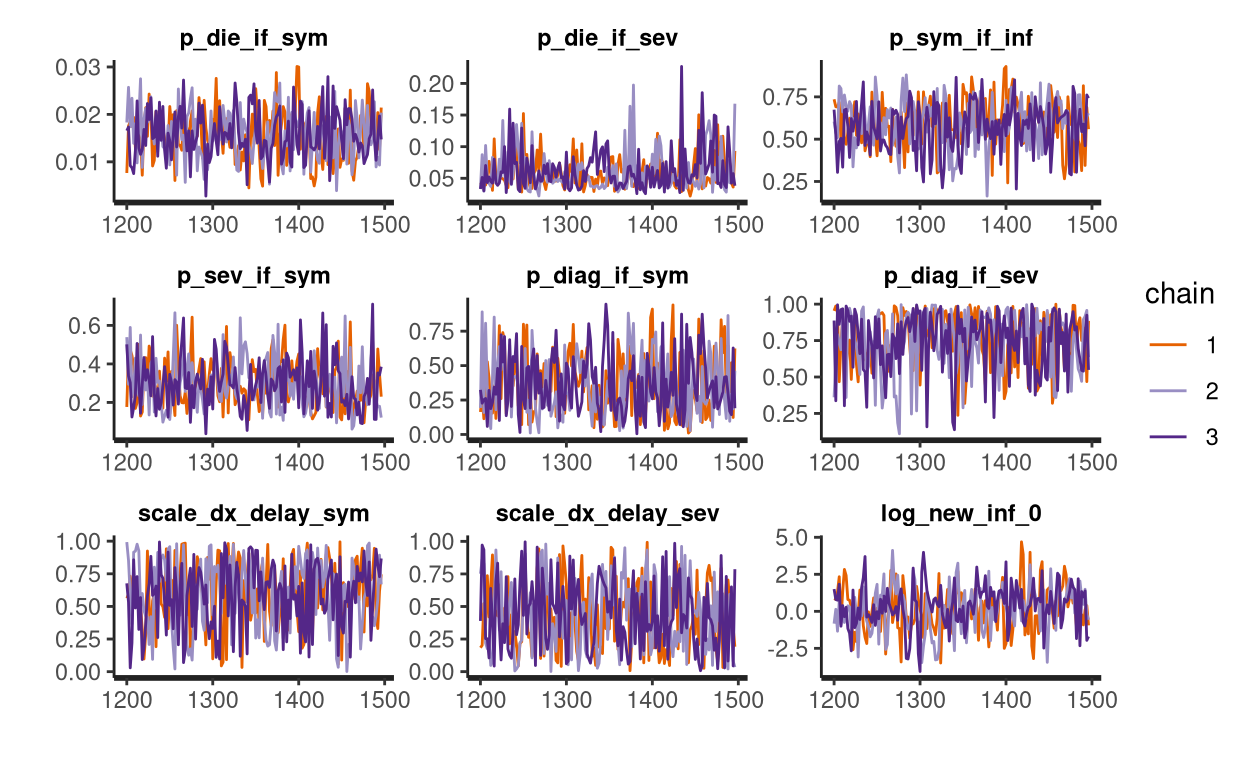 p_die_if_sym p_die_if_sev p_sym_if_inf
0.03 0.02 0.01
0.20 0.15 0.10 0.05
0.75 0.50 0.25
1200 1300 1400 1500 1200 1300 1400 1500 1200 1300 1400 1500
p_sev_if_sym p_diag_if_sym p_diag_if_sev
0.6 0.4 0.2
0.75 0.50 0.25 0.00
1.00 0.75 0.50 0.25
1200 1300 1400 1500 1200 1300 1400 1500 1200 1300 1400 1500
scale_dx_delay_sym scale_dx_delay_sev log_new_inf_0
1.00 0.75 0.50 0.25 0.00
1.00 0.75 0.50 0.25 0.00
5.0 2.5 0.0 -2.5
1200 1300 1400 1500 1200 1300 1400 1500 1200 1300 1400 1500
chain
1
2
3